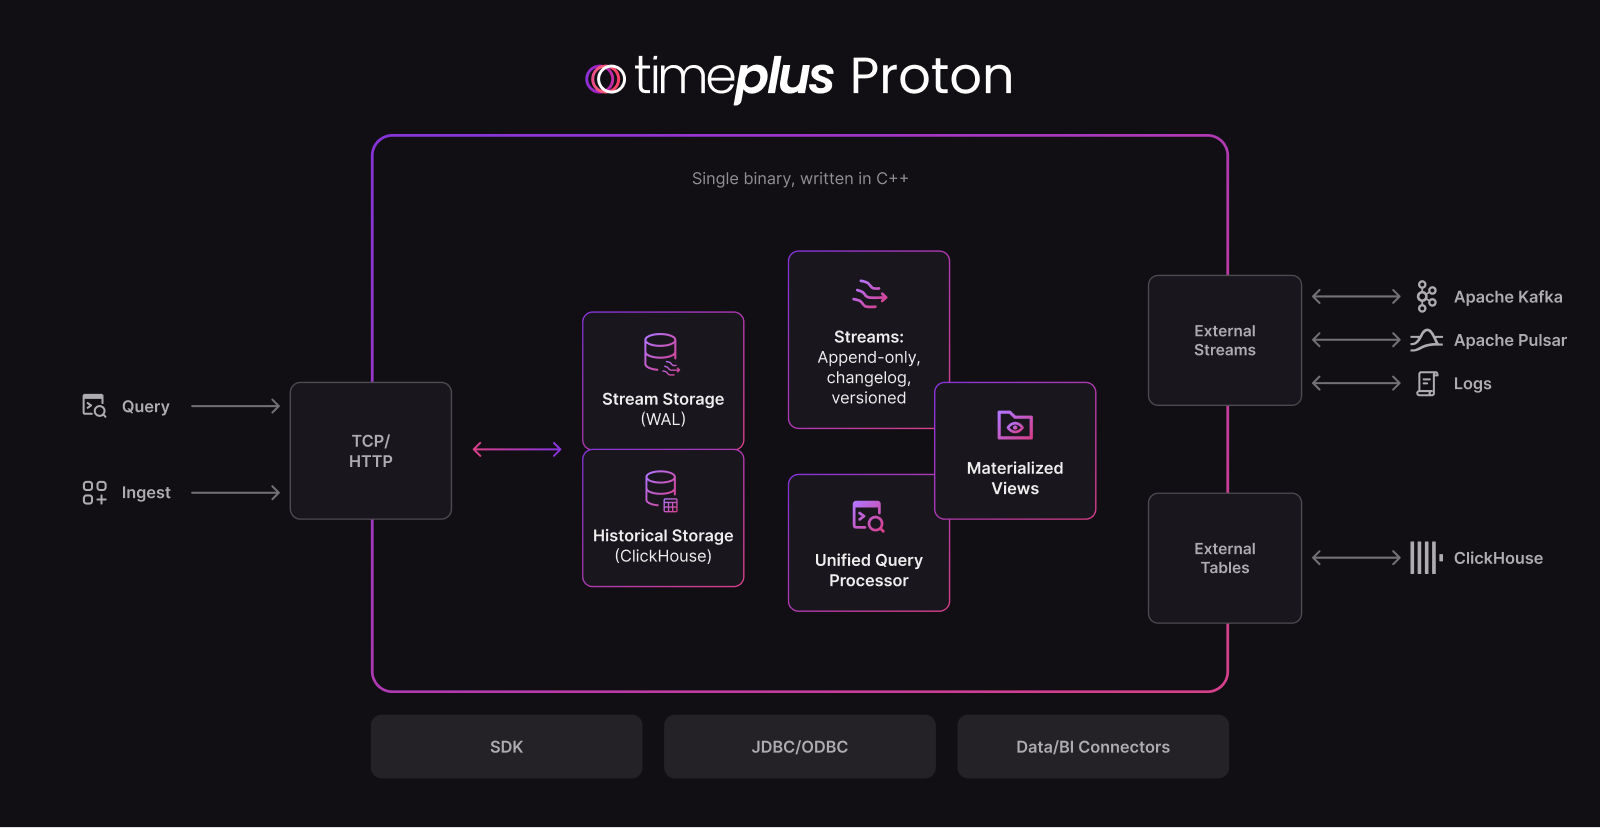 timeplus Proton
Single binary, written in C++
Query
Ingest
TCP/
HTTP
Stream Storage
(WAL)
Historical Storage
(ClickHouse)
Streams:
Append-only,
changelog,
versioned
Materialized
Views
Unified Query
Processor
External
Streams
External
Tables
Apache Kafka
Apache Pulsar
Logs
ClickHouse
SDK
JDBC/ODBC
Data/BI Connectors